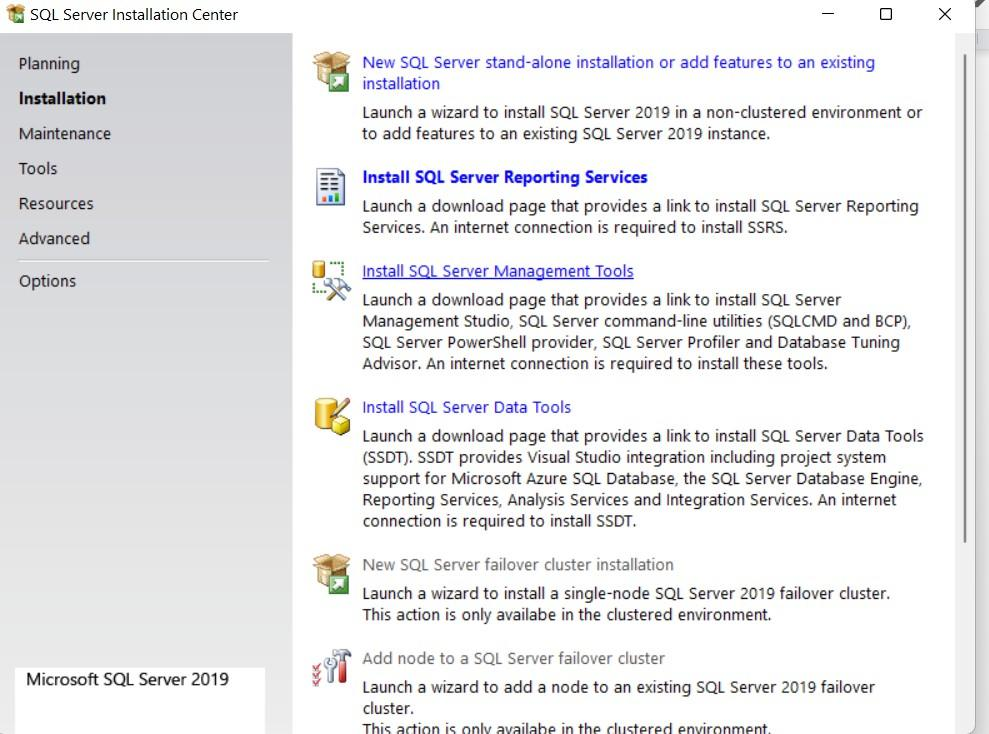 SQL Server Installation Center
Planning
Installation
Maintenance
Tools
Resources
Advanced
Options
Microsoft SQL Server 2019
New SQL Server stand-alone installation or add features to an existing
installation
Launch a wizard to install SQL Server 2019 in a non-clustered environment or
to add features to an existing SQL Server 2019 instance.
Install SQL Server Reporting Services
Launch a download page that provides a link to install SQL Server Reporting
Services. An internet connection is required to install SSRS.
Install SQL Server Management Tools
Launch a download page that provides a link to install SQL Server
Management Studio, SQL Server command-line utilities (SQLCMD and BCP),
SQL Server PowerShell provider, SQL Server Profiler and Database Tuning
Advisor. An internet connection is required to install these tools.
Install SQL Server Data Tools
Launch a download page that provides a link to install SQL Server Data Tools
(SSDT). SSDT provides Visual Studio integration including project system
support for Microsoft Azure SQL Database, the SQL Server Database Engine,
Reporting Services, Analysis Services and Integration Services. An internet
connection is required to install SSDT.
New SQL Server failover cluster installation
Launch a wizard to install a single-node SQL Server 2019 failover cluster.
This action is only availabe in the clustered environment.
Add node to a SQL Server failover cluster
Launch a wizard to add a node to an existing SQL Server 2019 failover
cluster.
This action is only availabe in the clustered environment.